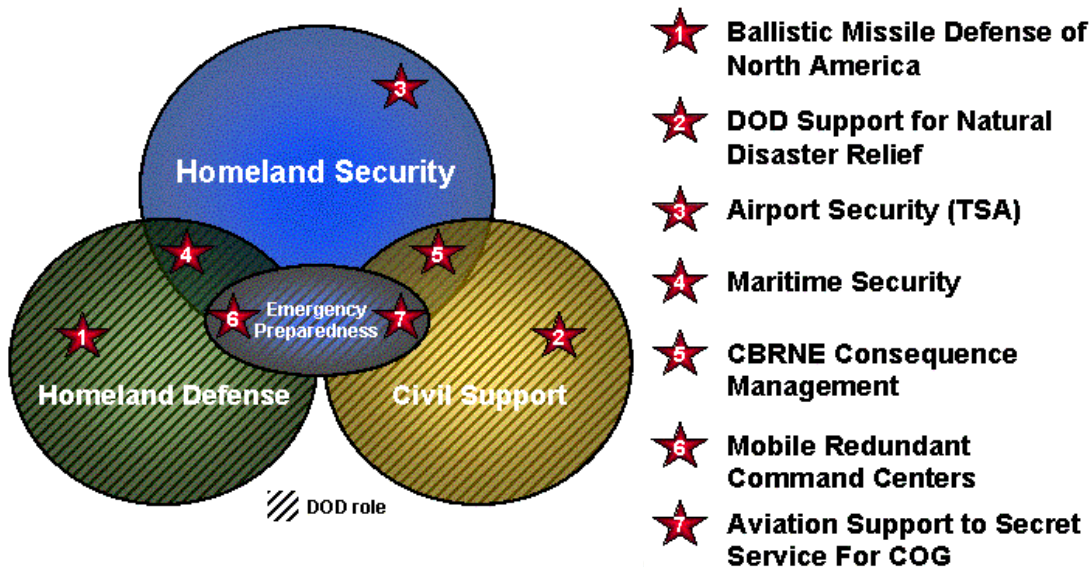 Homeland Security
3
4
5
Emergency
Preparedness
6
7
1
2
Homeland Defense
Civil Support
DOD role
1
Ballistic Missile Defense of
North America
2
DOD Support for Natural
Disaster Relief
3
Airport Security (TSA)
4
Maritime Security
5
CBRNE Consequence
Management
6
Mobile Redundant
Command Centers
7
Aviation Support to Secret
Service For COG